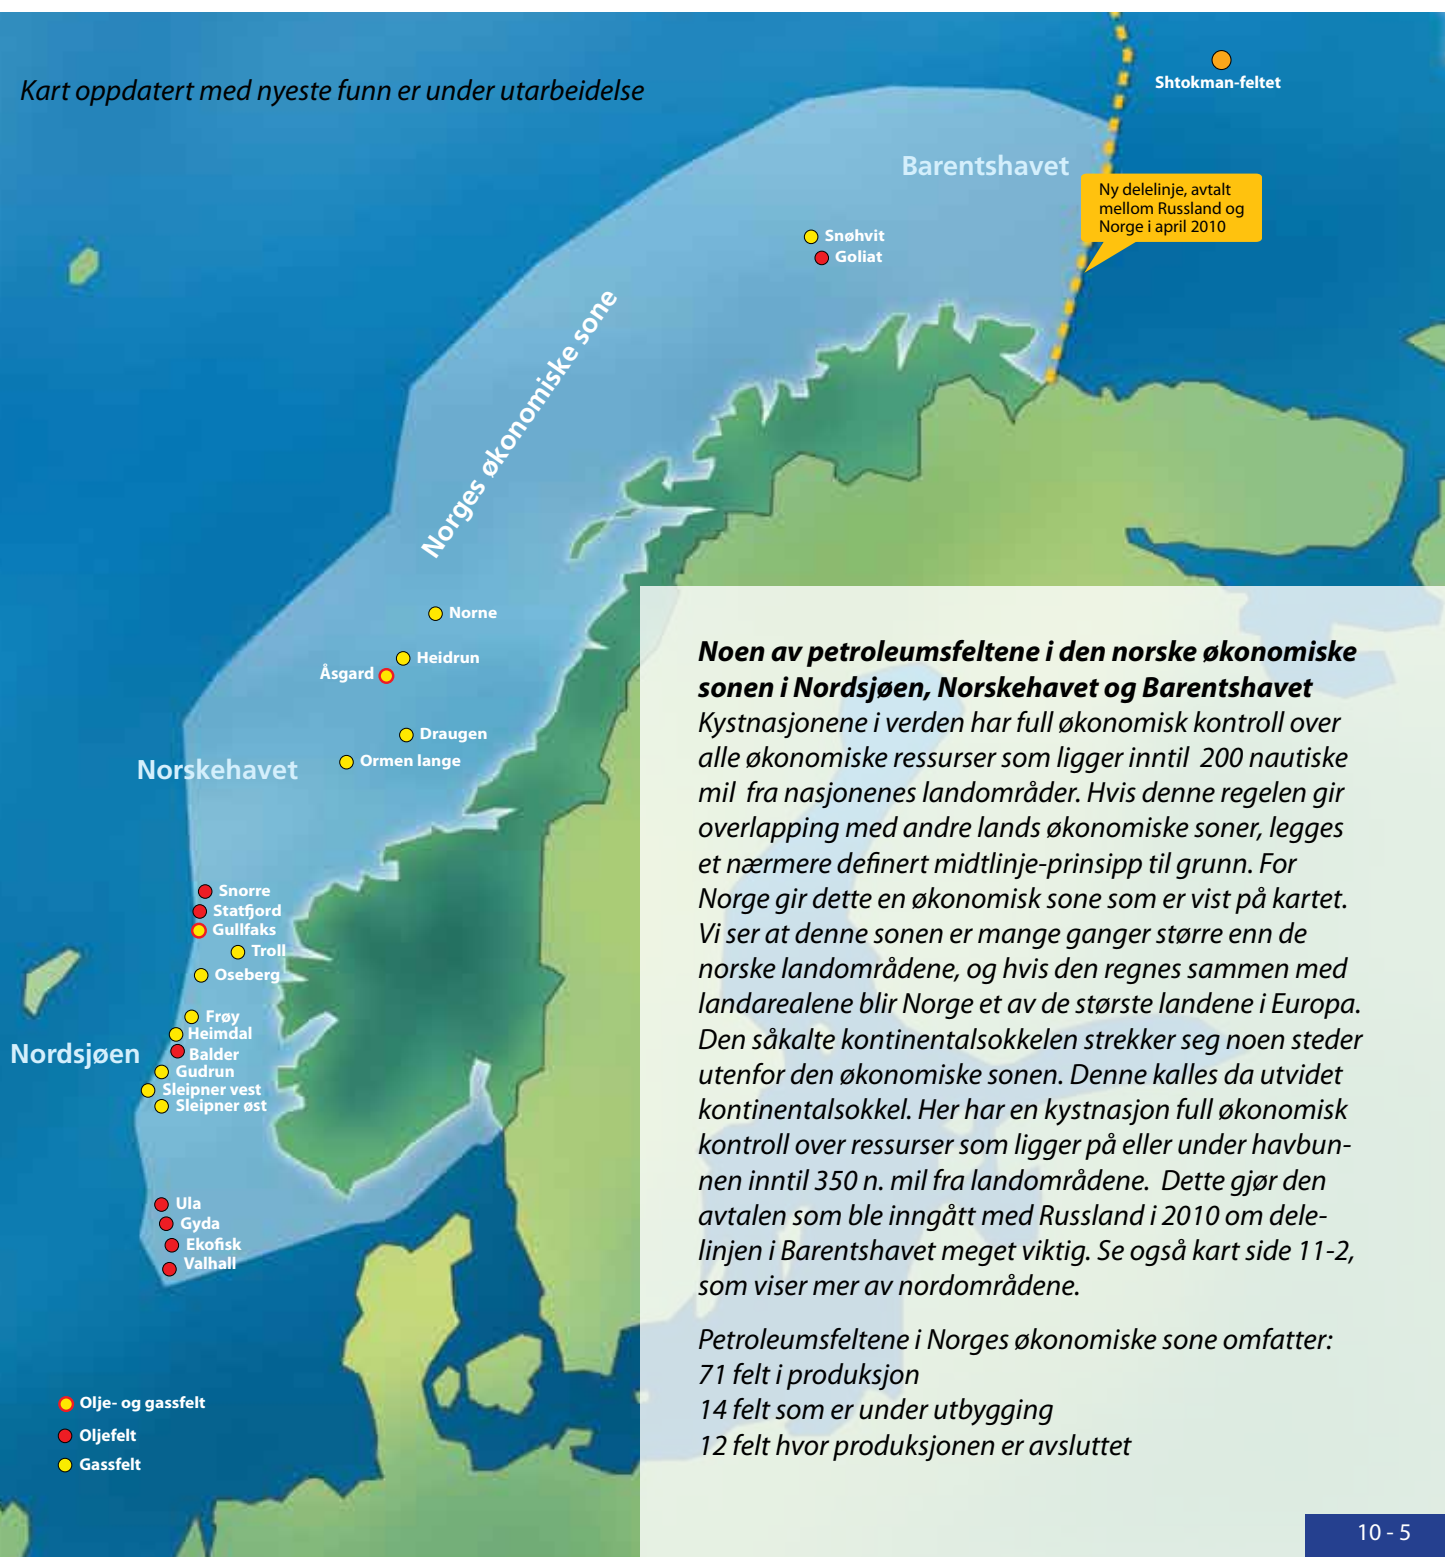 Kart oppdatert med nyeste funn er under utarbeidelse
Shtokman-feltet
Barentshavet
Ny delelinje, avtalt
mellom Russland og
Norge i april 2010
Snøhvit
Goliat
Norges økonomiske sone
Norne
Heidrun
Åsgard
Draugen
Ormen lange
Norskehavet
Snorre
Statfjord
Gullfaks
Troll
Oseberg
Frøy
Heimdal
Balder
Nordsjøen
Gudrun
Sleipner vest
Sleipner øst
Ula
Gyda
Ekofisk
Valhall
Olje- og gassfelt
Oljefelt
Gassfelt
Noen av petroleumsfeltene i den norske økonomiske
sonen i Nordsjøen, Norskehavet og Barentshavet
Kystnasjonene i verden har full økonomisk kontroll over
alle økonomiske ressurser som ligger inntil 200 nautiske
mil fra nasjonenes landområder. Hvis denne regelen gir
overlapping med andre lands økonomiske soner, legges
et nærmere definert midtlinje-prinsipp til grunn. For
Norge gir dette en økonomisk sone som er vist på kartet.
Vi ser at denne sonen er mange ganger større enn de
norske landområdene, og hvis den regnes sammen med
landarealene blir Norge et av de største landene i Europa.
Den såkalte kontinentalsokkelen strekker seg noen steder
utenfor den økonomiske sonen. Denne kalles da utvidet
kontinentalsokkel. Her har en kystnasjon full økonomisk
kontroll over ressurser som ligger på eller under havbun-
nen inntil 350 n. mil fra landområdene. Dette gjør den
avtalen som ble inngått med Russland i 2010 om dele-
linjen i Barentshavet meget viktig. Se også kart side 11-2,
som viser mer av nordområdene.
Petroleumsfeltene i Norges økonomiske sone omfatter:
71 felt i produksjon
14 felt som er under utbygging
12 felt hvor produksjonen er avsluttet
10 - 5